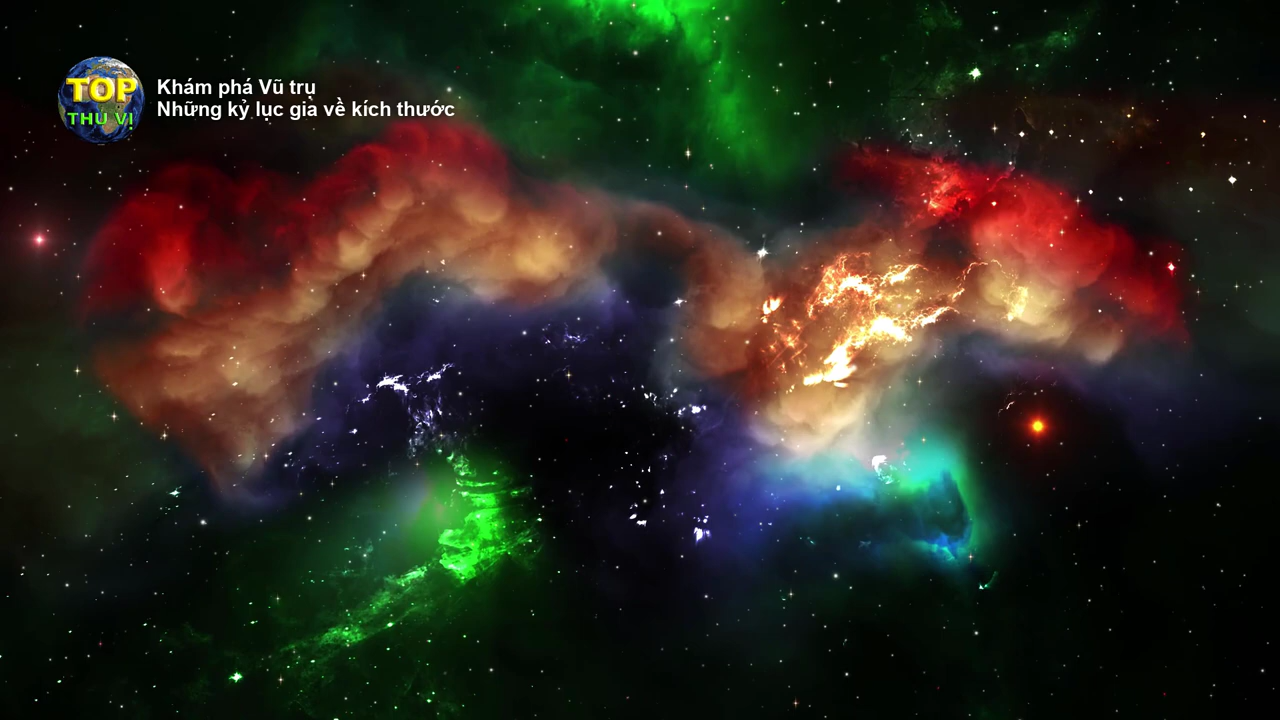 TOP
THÚ VỊ
Khám phá Vũ trụ
Những kỷ lục gia về kích thước